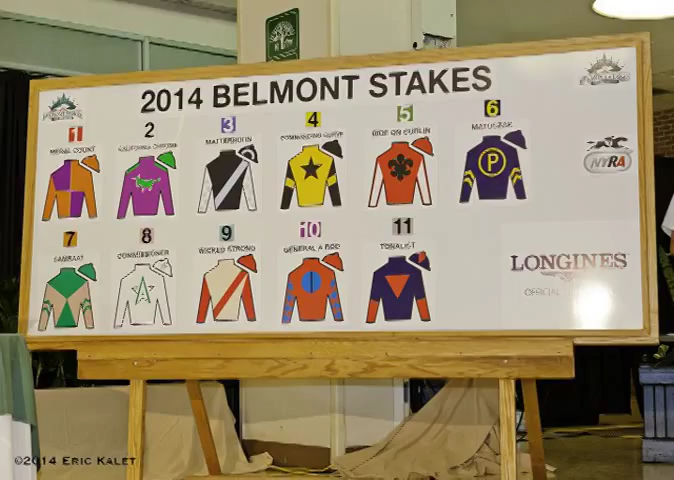 2014 BELMONT STAKES
1 2 3 4 5 6
MEDAL COUNT CALIFORNIA CHROME MATTERHORN COMMANDING CURVE RIDE ON CURLIN MATUSZAK
P
NYRA
7 8 9 10 11
SAMRAAT COMMISSIONER WICKED STRONG GENERAL A ROD TONALIST
LONGINES
OFFICIAL
©2014 ERIC KALET